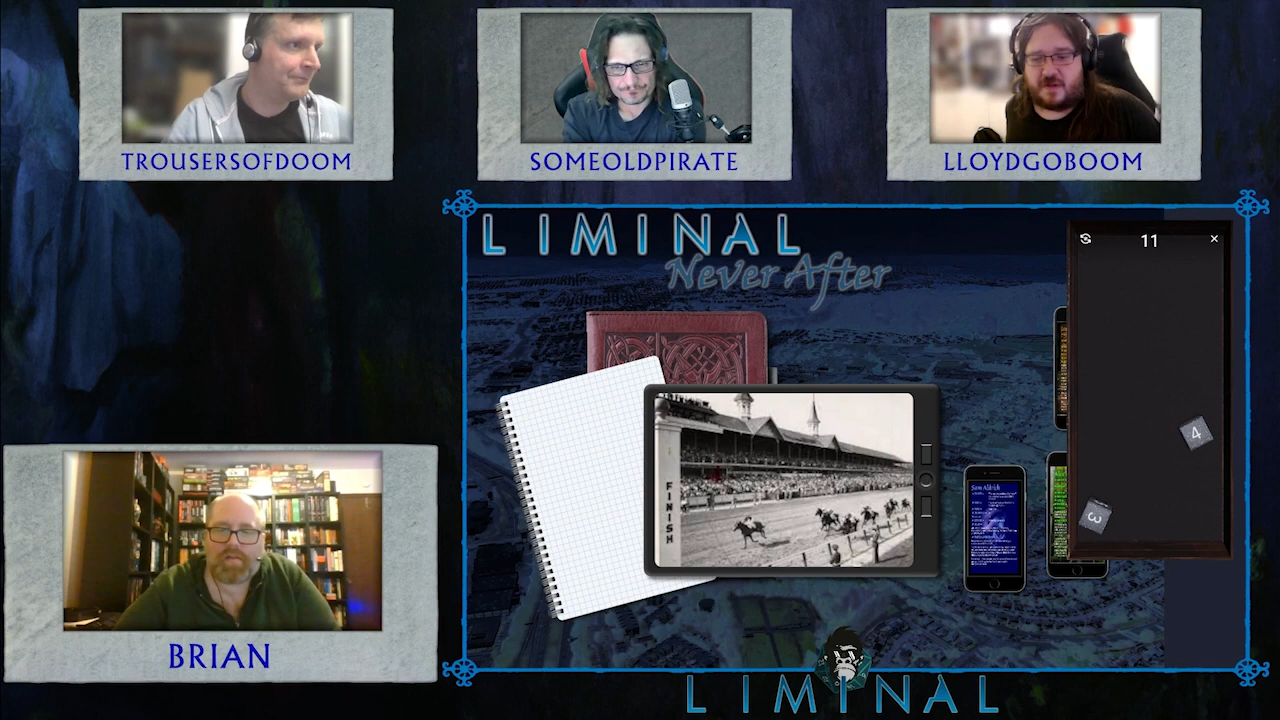 TROUSERSOFDOOM
SOMEOLDPIRATE
LLOYDGOBOOM
LIMINAL
Never After
11
4
3
FINISH
Sam Aldrich
BRIAN
LIMINAL